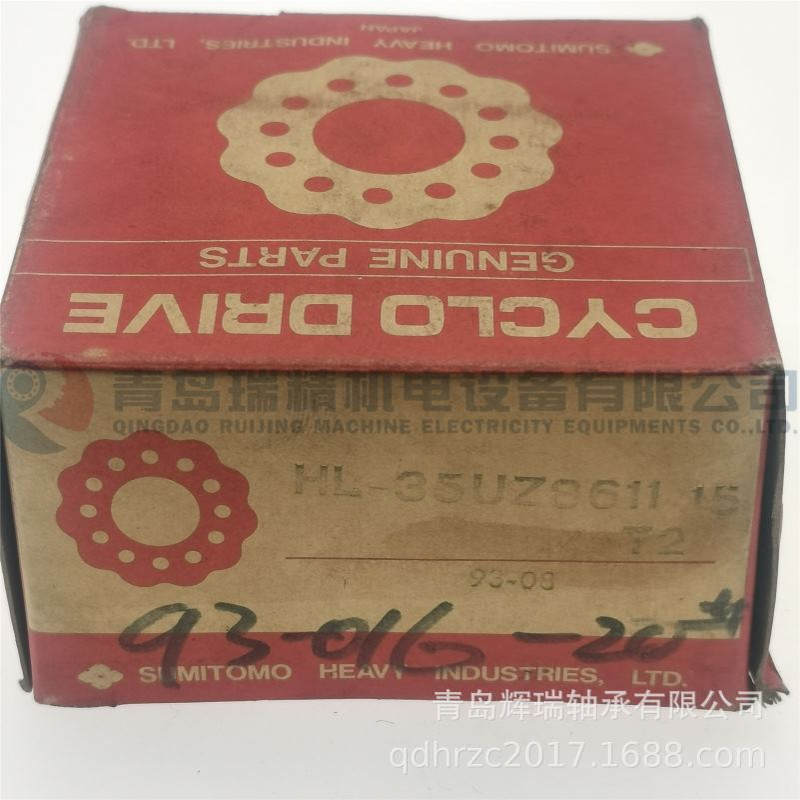 SUMITOMO HEAVY INDUSTRIES, LTD.
JAPAN
GENUINE PARTS
CYCLO DRIVE
青岛瑞精机电设备有限公司
QINGDAO RUIJING MACHINE ELECTRICITY EQUIPMENTS CO.,LTD.
HL-35UZ8611 15
T2
93-08
93-01G-20
SUMITOMO HEAVY INDUSTRIES, LTD.
青岛辉瑞轴承有限公司
qdhrzc2017.1688.com